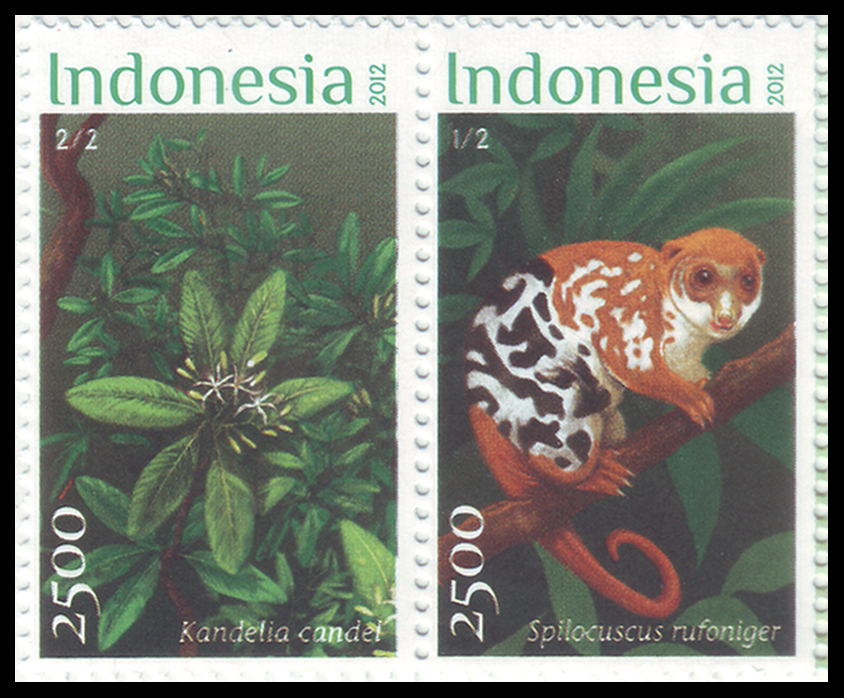 Indonesia 2012
2/2
2500
Kandelia candel
Indonesia 2012
1/2
2500
Spilocuscus rufoniger